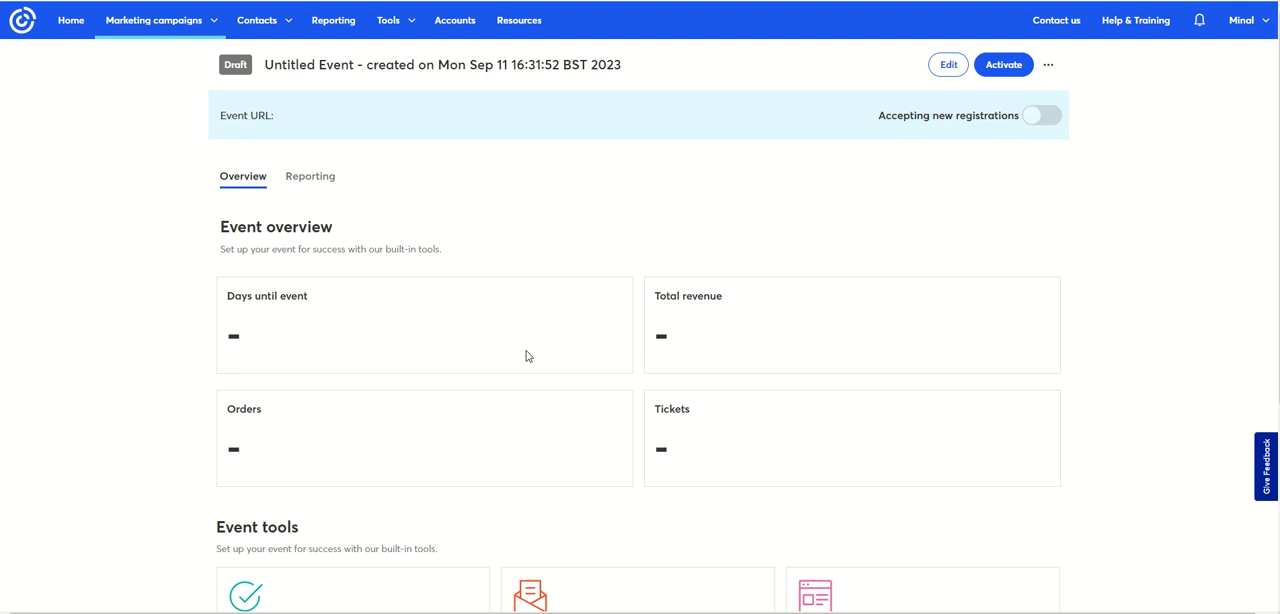 Home Marketing campaigns Contacts Reporting Tools Accounts Resources Contact us Help & Training Minal
Draft Untitled Event - created on Mon Sep 11 16:31:52 BST 2023 Edit Activate ...
Event URL: Accepting new registrations
Overview Reporting
Event overview
Set up your event for success with our built-in tools.
Days until event Total revenue
- -
Orders Tickets
- -
Give Feedback
Event tools
Set up your event for success with our built-in tools.